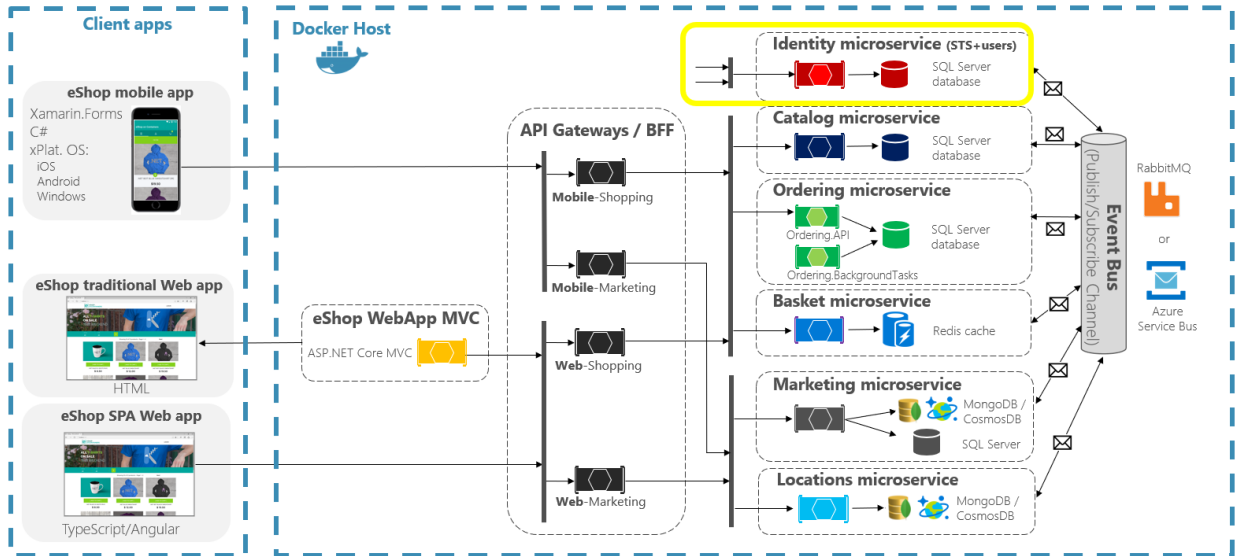 Client apps
eShop mobile app
Xamarin.Forms
C#
xPlat. OS:
iOS
Android
Windows
eShop traditional Web app
HTML
eShop SPA Web app
TypeScript/Angular
Docker Host
eShop WebApp MVC
ASP.NET Core MVC
API Gateways / BFF
Mobile-Shopping
Mobile-Marketing
Web-Shopping
Web-Marketing
Identity microservice (STS+users)
SQL Server
database
Catalog microservice
SQL Server
database
Ordering microservice
Ordering.API
SQL Server
database
Ordering.BackgroundTasks
Basket microservice
Redis cache
Marketing microservice
MongoDB /
CosmosDB
SQL Server
Locations microservice
MongoDB /
CosmosDB
Event Bus
(Publish/Subscribe Channel)
RabbitMQ
or
Azure
Service Bus